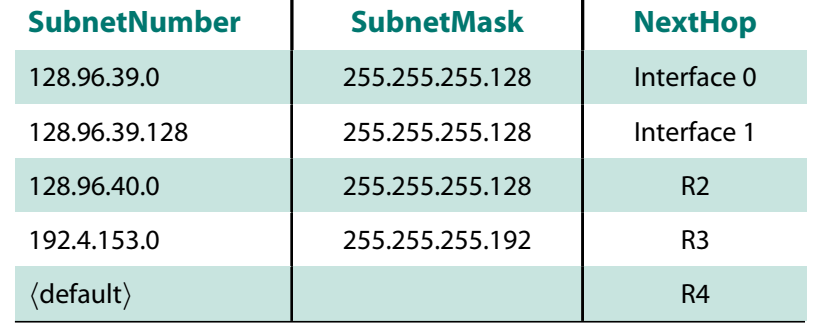 SubnetNumber SubnetMask NextHop
128.96.39.0 255.255.255.128 Interface 0
128.96.39.128 255.255.255.128 Interface 1
128.96.40.0 255.255.255.128 R2
192.4.153.0 255.255.255.192 R3
⟨default⟩ R4